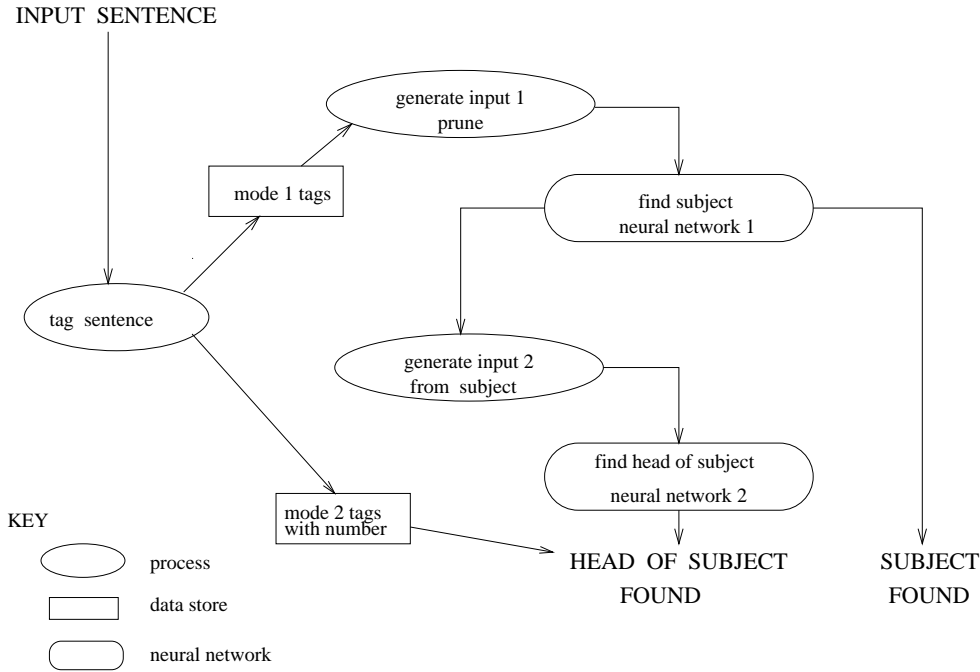 INPUT SENTENCE
generate input 1
prune
mode 1 tags
find subject
neural network 1
tag sentence
generate input 2
from subject
find head of subject
neural network 2
mode 2 tags
with number
HEAD OF SUBJECT
FOUND
SUBJECT
FOUND
KEY
process
data store
neural network